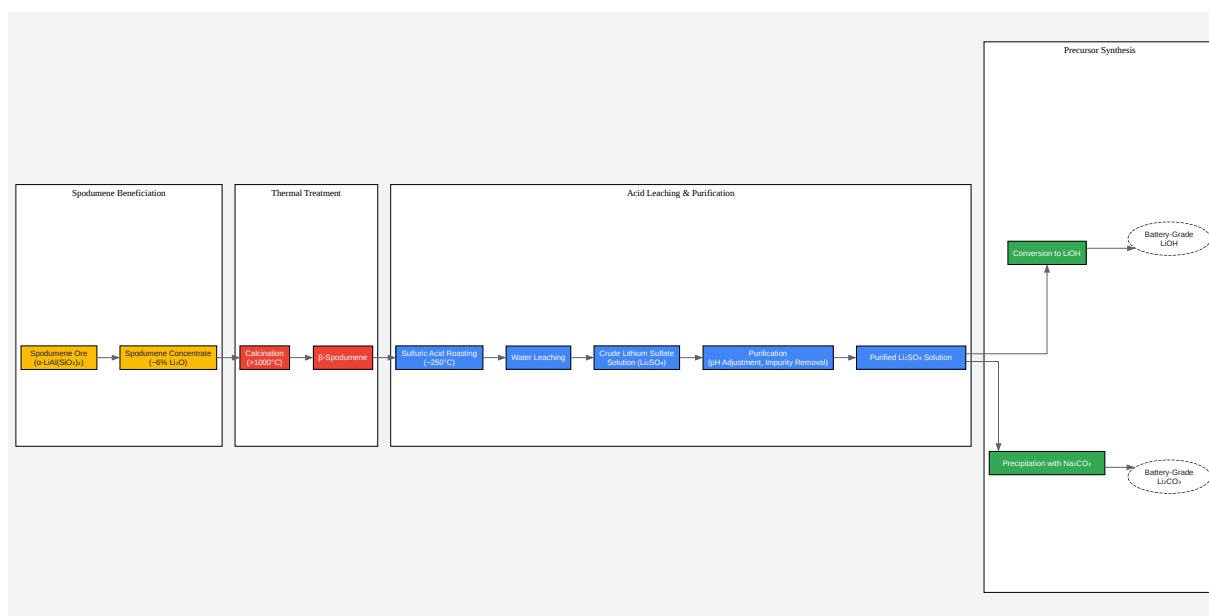 Precursor Synthesis
Spodumene Beneficiation
Thermal Treatment
Acid Leaching & Purification
Battery-Grade
LiOH
Conversion to LiOH
Spodumene Ore
(α-LiAl(SiO₃)₂)
Spodumene Concentrate
(~6% Li₂O)
Calcination
(>1000°C)
β-Spodumene
Sulfuric Acid Roasting
(~250°C)
Water Leaching
Crude Lithium Sulfate
Solution (Li₂SO₄)
Purification
(pH Adjustment, Impurity Removal)
Purified Li₂SO₄ Solution
Precipitation with Na₂CO₃
Battery-Grade
Li₂CO₃